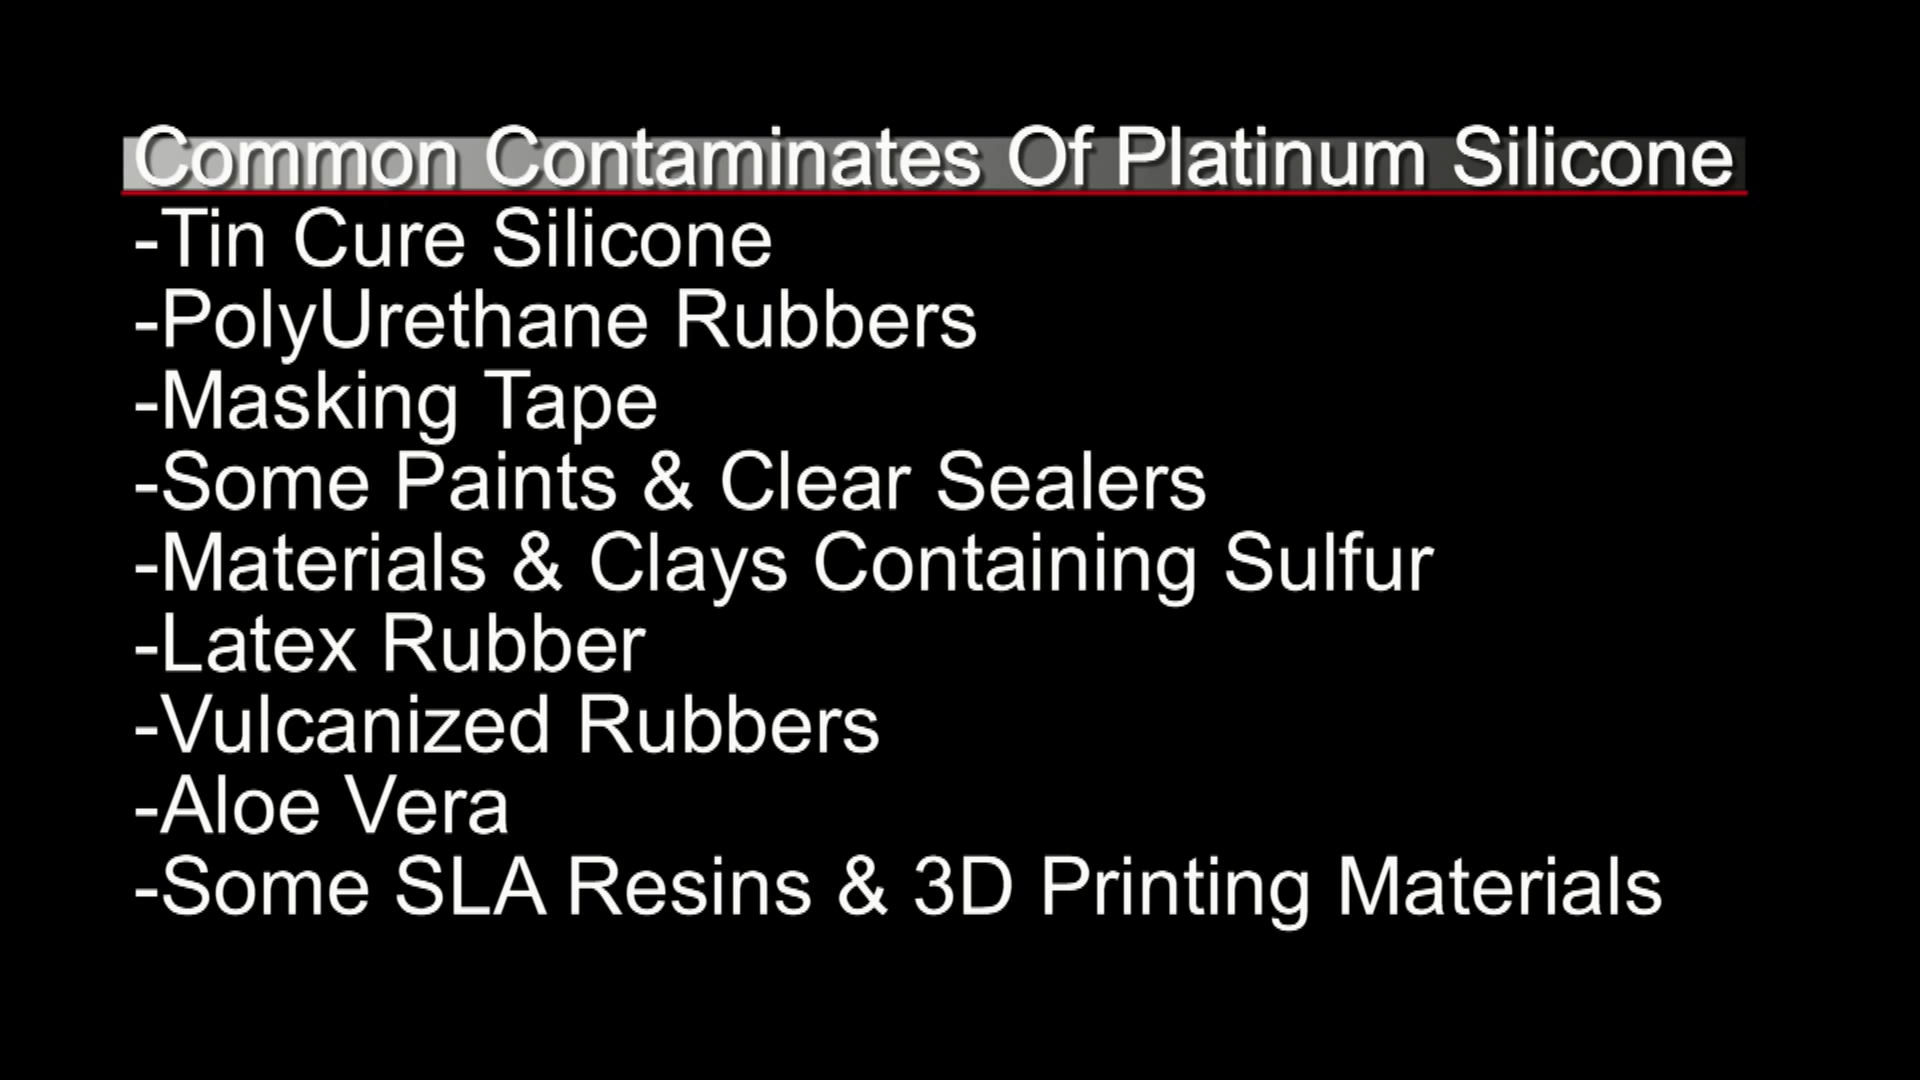 Common Contaminates Of Platinum Silicone
-Tin Cure Silicone
-PolyUrethane Rubbers
-Masking Tape
-Some Paints & Clear Sealers
-Materials & Clays Containing Sulfur
-Latex Rubber
-Vulcanized Rubbers
-Aloe Vera
-Some SLA Resins & 3D Printing Materials